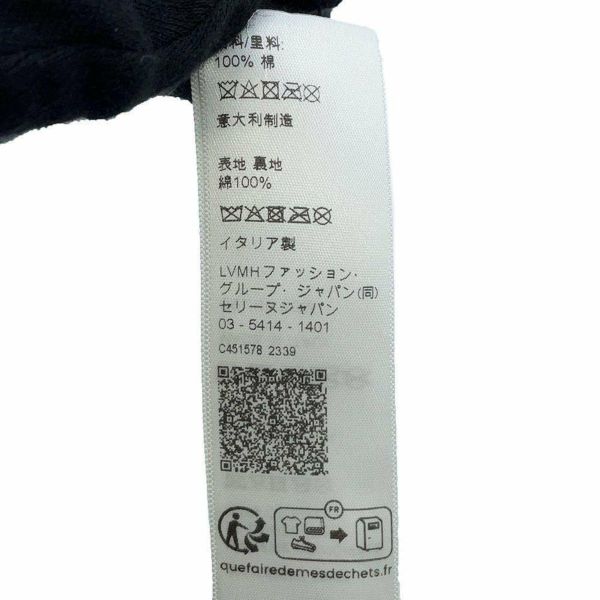 料/里料:
100% 棉
意大利制造
表地 裏地
綿100%
イタリア製
LVMHファッション・
グループ・ジャパン(同)
セリーヌジャパン
03 - 5414 - 1401
C451578 2339
FR
quefairedemesdechets.fr